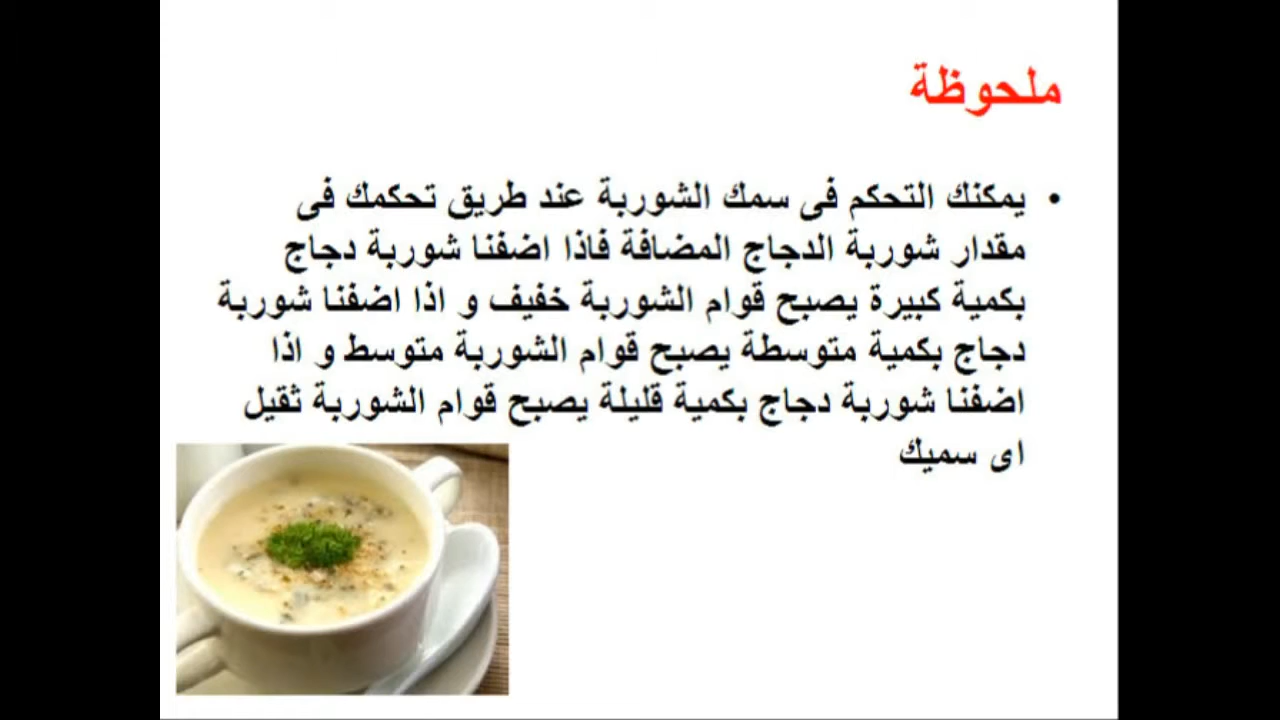 ملحوظة
• يمكنك التحكم فى سمك الشوربة عند طريق تحكمك فى
مقدار شوربة الدجاج المضافة فاذا اضفنا شوربة دجاج
بكمية كبيرة يصبح قوام الشوربة خفيف و اذا اضفنا شوربة
دجاج بكمية متوسطة يصبح قوام الشوربة متوسط و اذا
اضفنا شوربة دجاج بكمية قليلة يصبح قوام الشوربة ثقيل
اى سميك